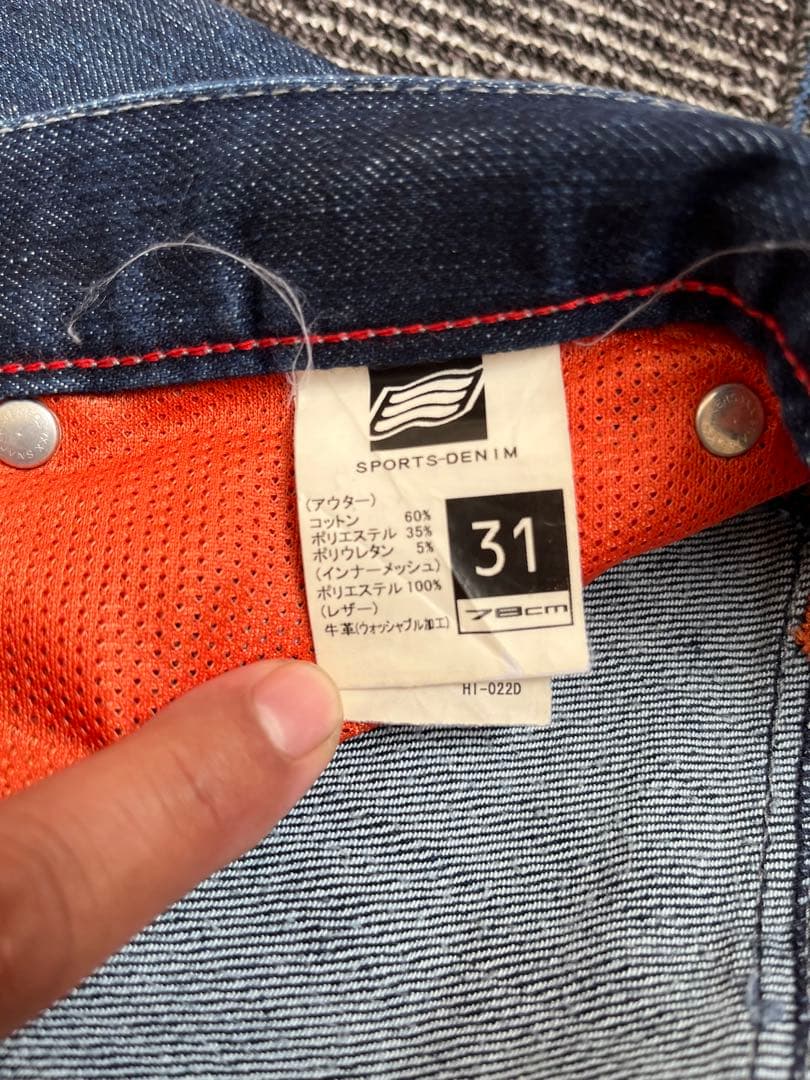 SPORTS-DENIM
(アウター)
コットン 60%
ポリエステル 35%
ポリウレタン 5%
(インナーメッシュ)
ポリエステル 100%
(レザー)
牛革(ウォッシャブル加工)
31
78cm
HI-022D